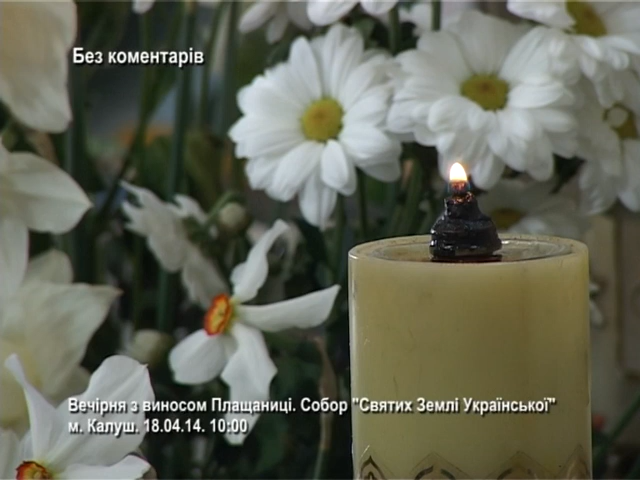 Без коментарів
Вечірня з виносом Плащаниці. Собор "Святих Землі Української"
м. Калуш. 18.04.14. 10:00